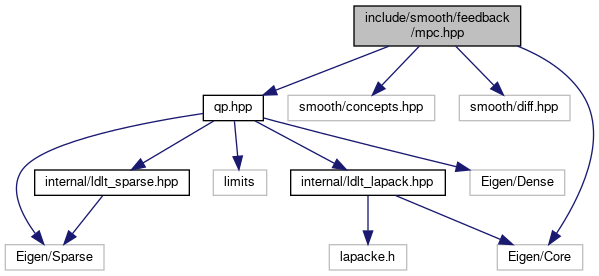 include/smooth/feedback
/mpc.hpp
qp.hpp
smooth/concepts.hpp
smooth/diff.hpp
internal/ldlt_sparse.hpp
limits
internal/ldlt_lapack.hpp
Eigen/Dense
Eigen/Sparse
lapacke.h
Eigen/Core